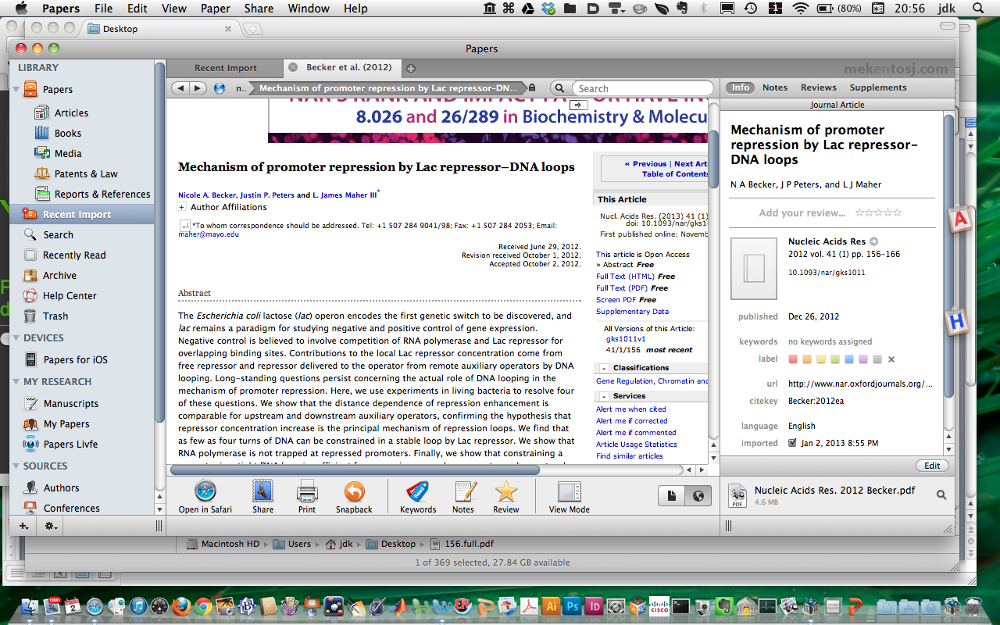 Papers File Edit View Paper Share Window Help
(80%) 20:56 jdk
Desktop
Papers
LIBRARY
Papers
Articles
Books
Media
Patents & Law
Reports & References
Recent Import
Search
Recently Read
Archive
Help Center
Trash
DEVICES
Papers for iOS
MY RESEARCH
Manuscripts
My Papers
Papers Livfe
SOURCES
Authors
Conferences
Recent Import
Becker et al. (2012)
mekentosj.com
n..
Mechanism of promoter repression by Lac repressor–DN...
Search
NAR'S RANK AND IMPACT FACTOR HAVE IN
8.026 and 26/289 in Biochemistry & Molecu
Mechanism of promoter repression by Lac repressor–DNA loops
Nicole A. Becker, Justin P. Peters and L. James Maher III*
+ Author Affiliations
*To whom correspondence should be addressed. Tel: +1 507 284 9041/98; Fax: +1 507 284 2053; Email:
maher@mayo.edu
Received June 29, 2012.
Revision received October 1, 2012.
Accepted October 2, 2012.
Abstract
The Escherichia coli lactose (lac) operon encodes the first genetic switch to be discovered, and
lac remains a paradigm for studying negative and positive control of gene expression.
Negative control is believed to involve competition of RNA polymerase and Lac repressor for
overlapping binding sites. Contributions to the local Lac repressor concentration come from
free repressor and repressor delivered to the operator from remote auxiliary operators by DNA
looping. Long-standing questions persist concerning the actual role of DNA looping in the
mechanism of promoter repression. Here, we use experiments in living bacteria to resolve four
of these questions. We show that the distance dependence of repression enhancement is
comparable for upstream and downstream auxiliary operators, confirming the hypothesis that
repressor concentration increase is the principal mechanism of repression loops. We find that
as few as four turns of DNA can be constrained in a stable loop by Lac repressor. We show that
RNA polymerase is not trapped at repressed promoters. Finally, we show that constraining a
« Previous | Next Art
Table of Contents
This Article
Nucl. Acids Res. (2013) 41 (1)
doi: 10.1093/nar/gks1
First published online: Novem
This article is Open Access
» Abstract Free
Full Text (HTML) Free
Full Text (PDF) Free
Screen PDF Free
Supplementary Data
All Versions of this Article:
gks1011v1
41/1/156 most recent
- Classifications
Gene Regulation, Chromatin and
- Services
Alert me when cited
Alert me if corrected
Alert me if commented
Article Usage Statistics
Find similar articles
Open in Safari
Share
Print
Snapback
Keywords
Notes
Review
View Mode
Info Notes Reviews Supplements
Journal Article
Mechanism of promoter
repression by Lac repressor–
DNA loops
N A Becker, J P Peters, and L J Maher
Add your review...
Nucleic Acids Res
2012 vol. 41 (1) pp. 156-166
10.1093/nar/gks1011
published Dec 26, 2012
keywords no keywords assigned
label
url http://www.nar.oxfordjournals.org/...
citekey Becker:2012ea
language English
imported Jan 2, 2013 8:55 PM
Edit
PDF
Nucleic Acids Res. 2012 Becker.pdf
4.6 MB
A
H
Macintosh HD Users jdk Desktop 156.full.pdf
1 of 369 selected, 27.84 GB available
2
W
EN
Ai
Ps
ID
CISCO